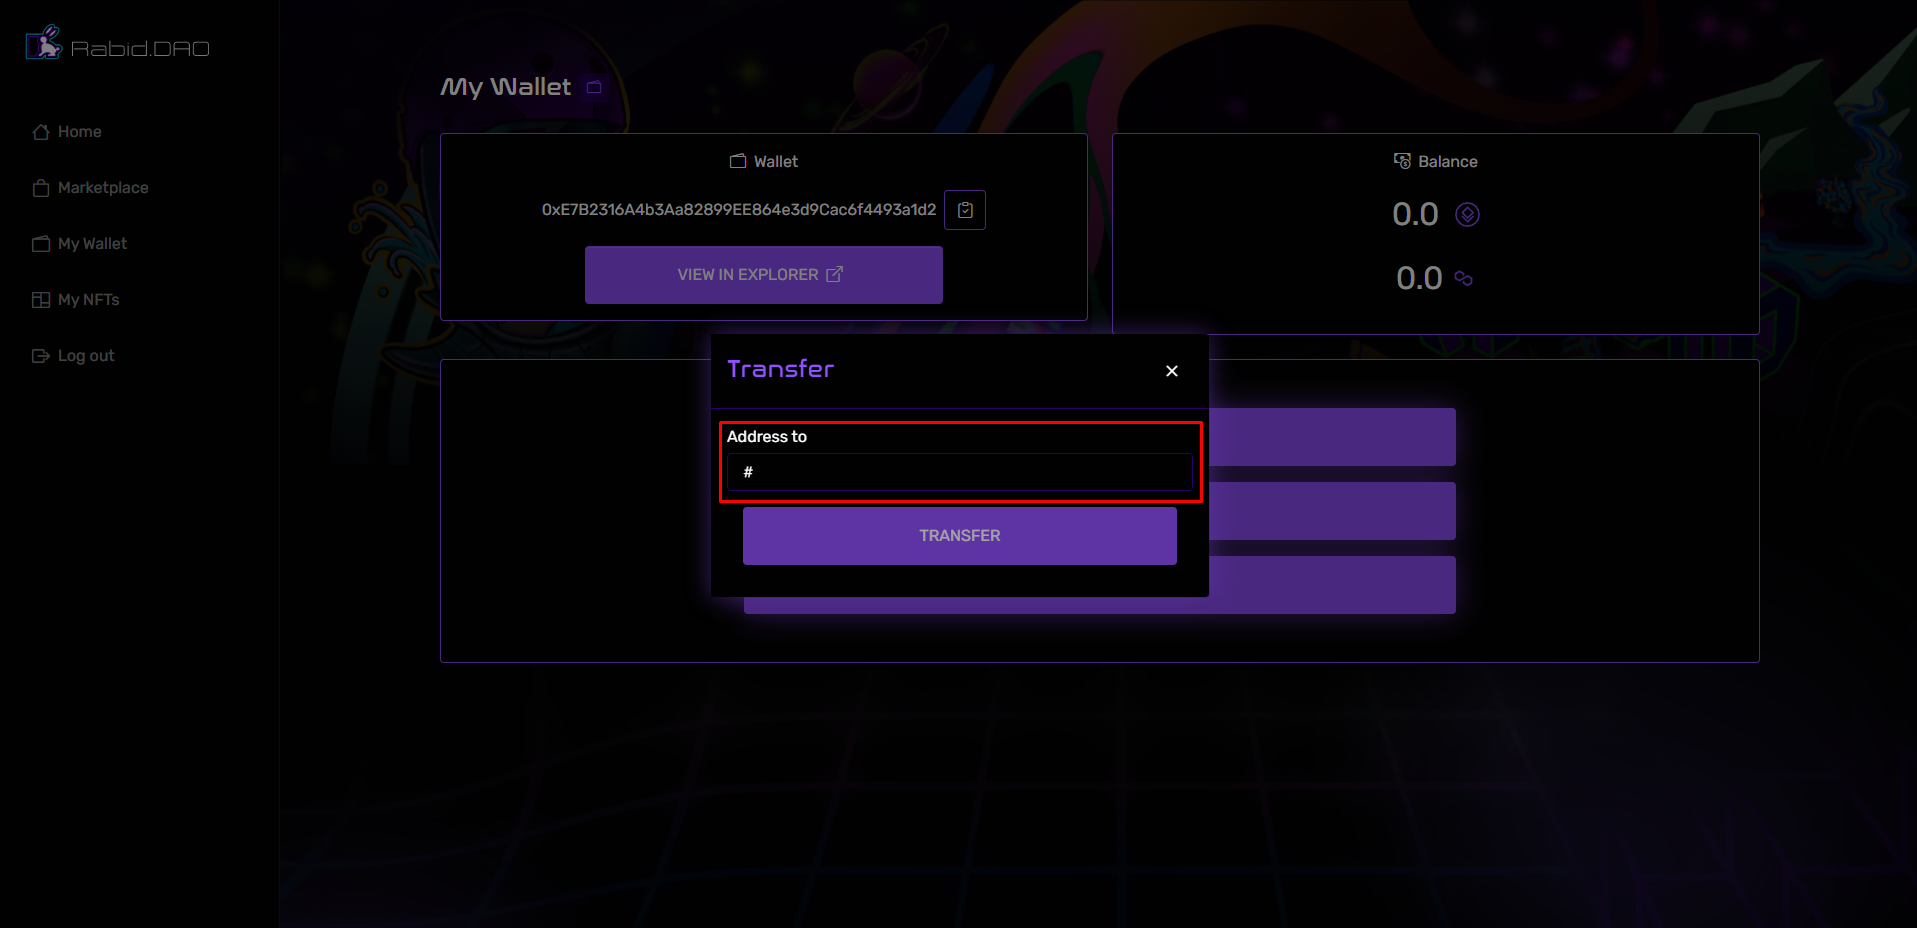 Rabid.DAO
Home
Marketplace
My Wallet
My NFTs
Log out
My Wallet
Wallet
0xE7B2316A4b3Aa82899EE864e3d9Cac6f4493a1d2
VIEW IN EXPLORER
Balance
0.0
0.0
Transfer
Address to
#
TRANSFER